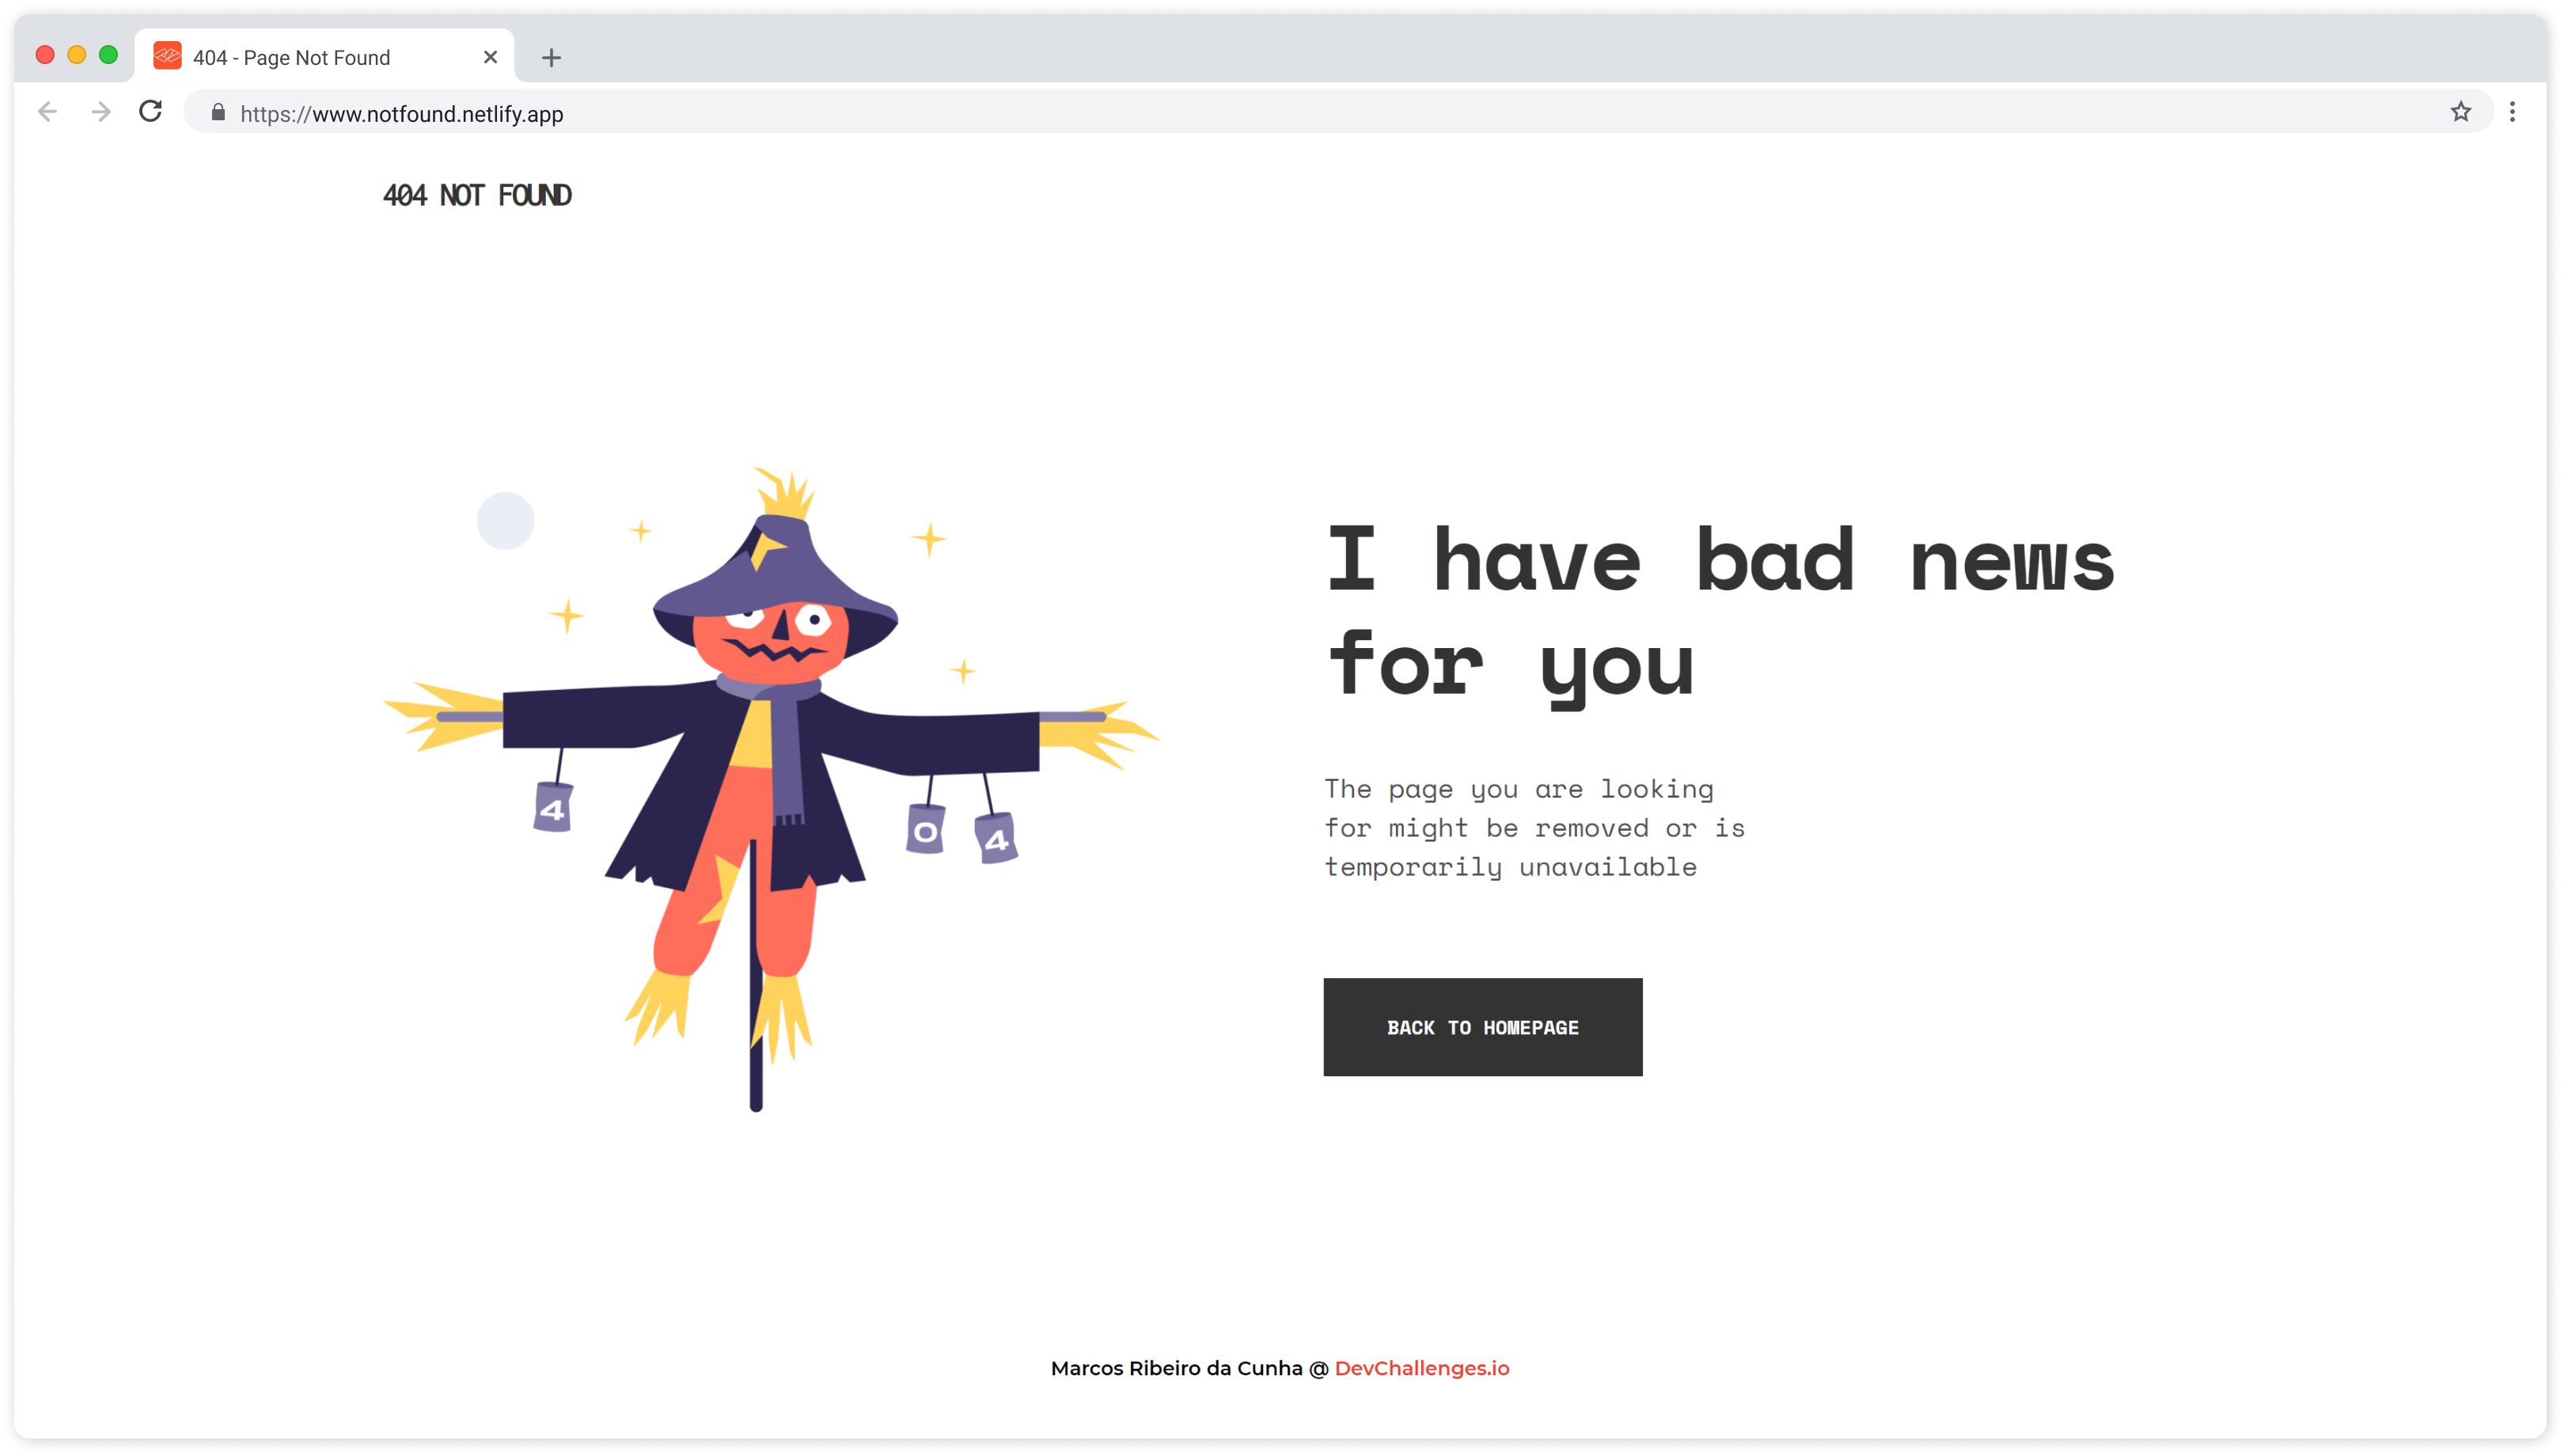 404 - Page Not Found
https://www.notfound.netlify.app
404 NOT FOUND
4
0
4
I have bad news
for you
The page you are looking
for might be removed or is
temporarily unavailable
BACK TO HOMEPAGE
Marcos Ribeiro da Cunha @ DevChallenges.io